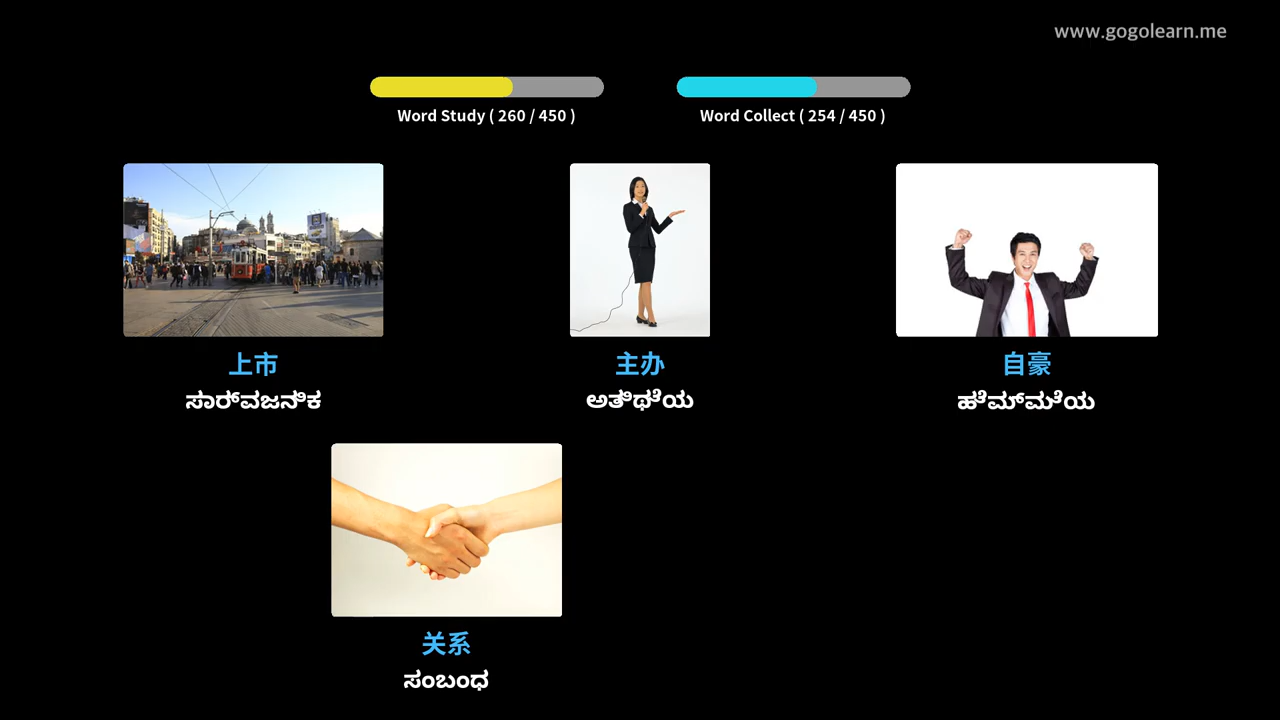 www.gogolearn.me
Word Study ( 260 / 450 )
Word Collect ( 254 / 450 )
上市
ಸಾರ್ವಜನಿಕ
主办
ಅತಿಥೆಯ
自豪
ಹೆಮ್ಮೆಯ
关系
ಸಂಬಂಧ